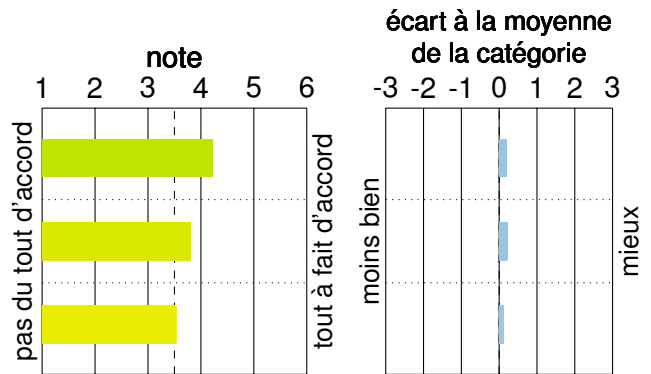 note
1 2 3 4 5 6
pas du tout d'accord
tout à fait d'accord
écart à la moyenne
de la catégorie
-3 -2 -1 0 1 2 3
moins bien
mieux